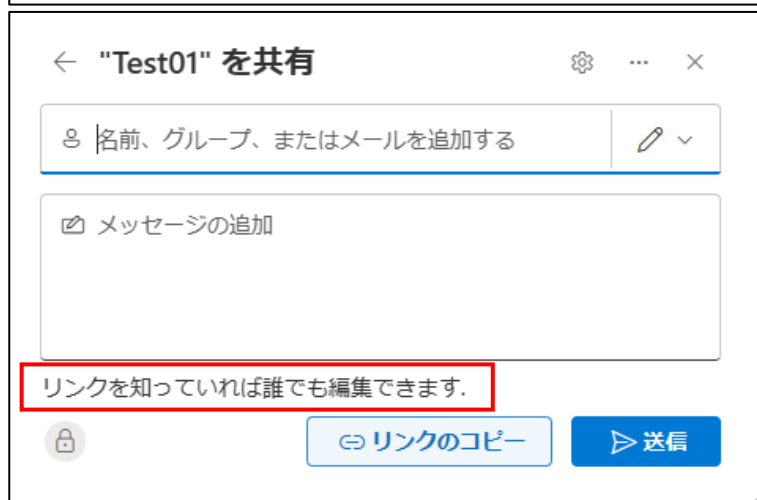 "Test01" を共有
名前、グループ、またはメールを追加する
メッセージの追加
リンクを知っていれば誰でも編集できます.
リンクのコピー
送信